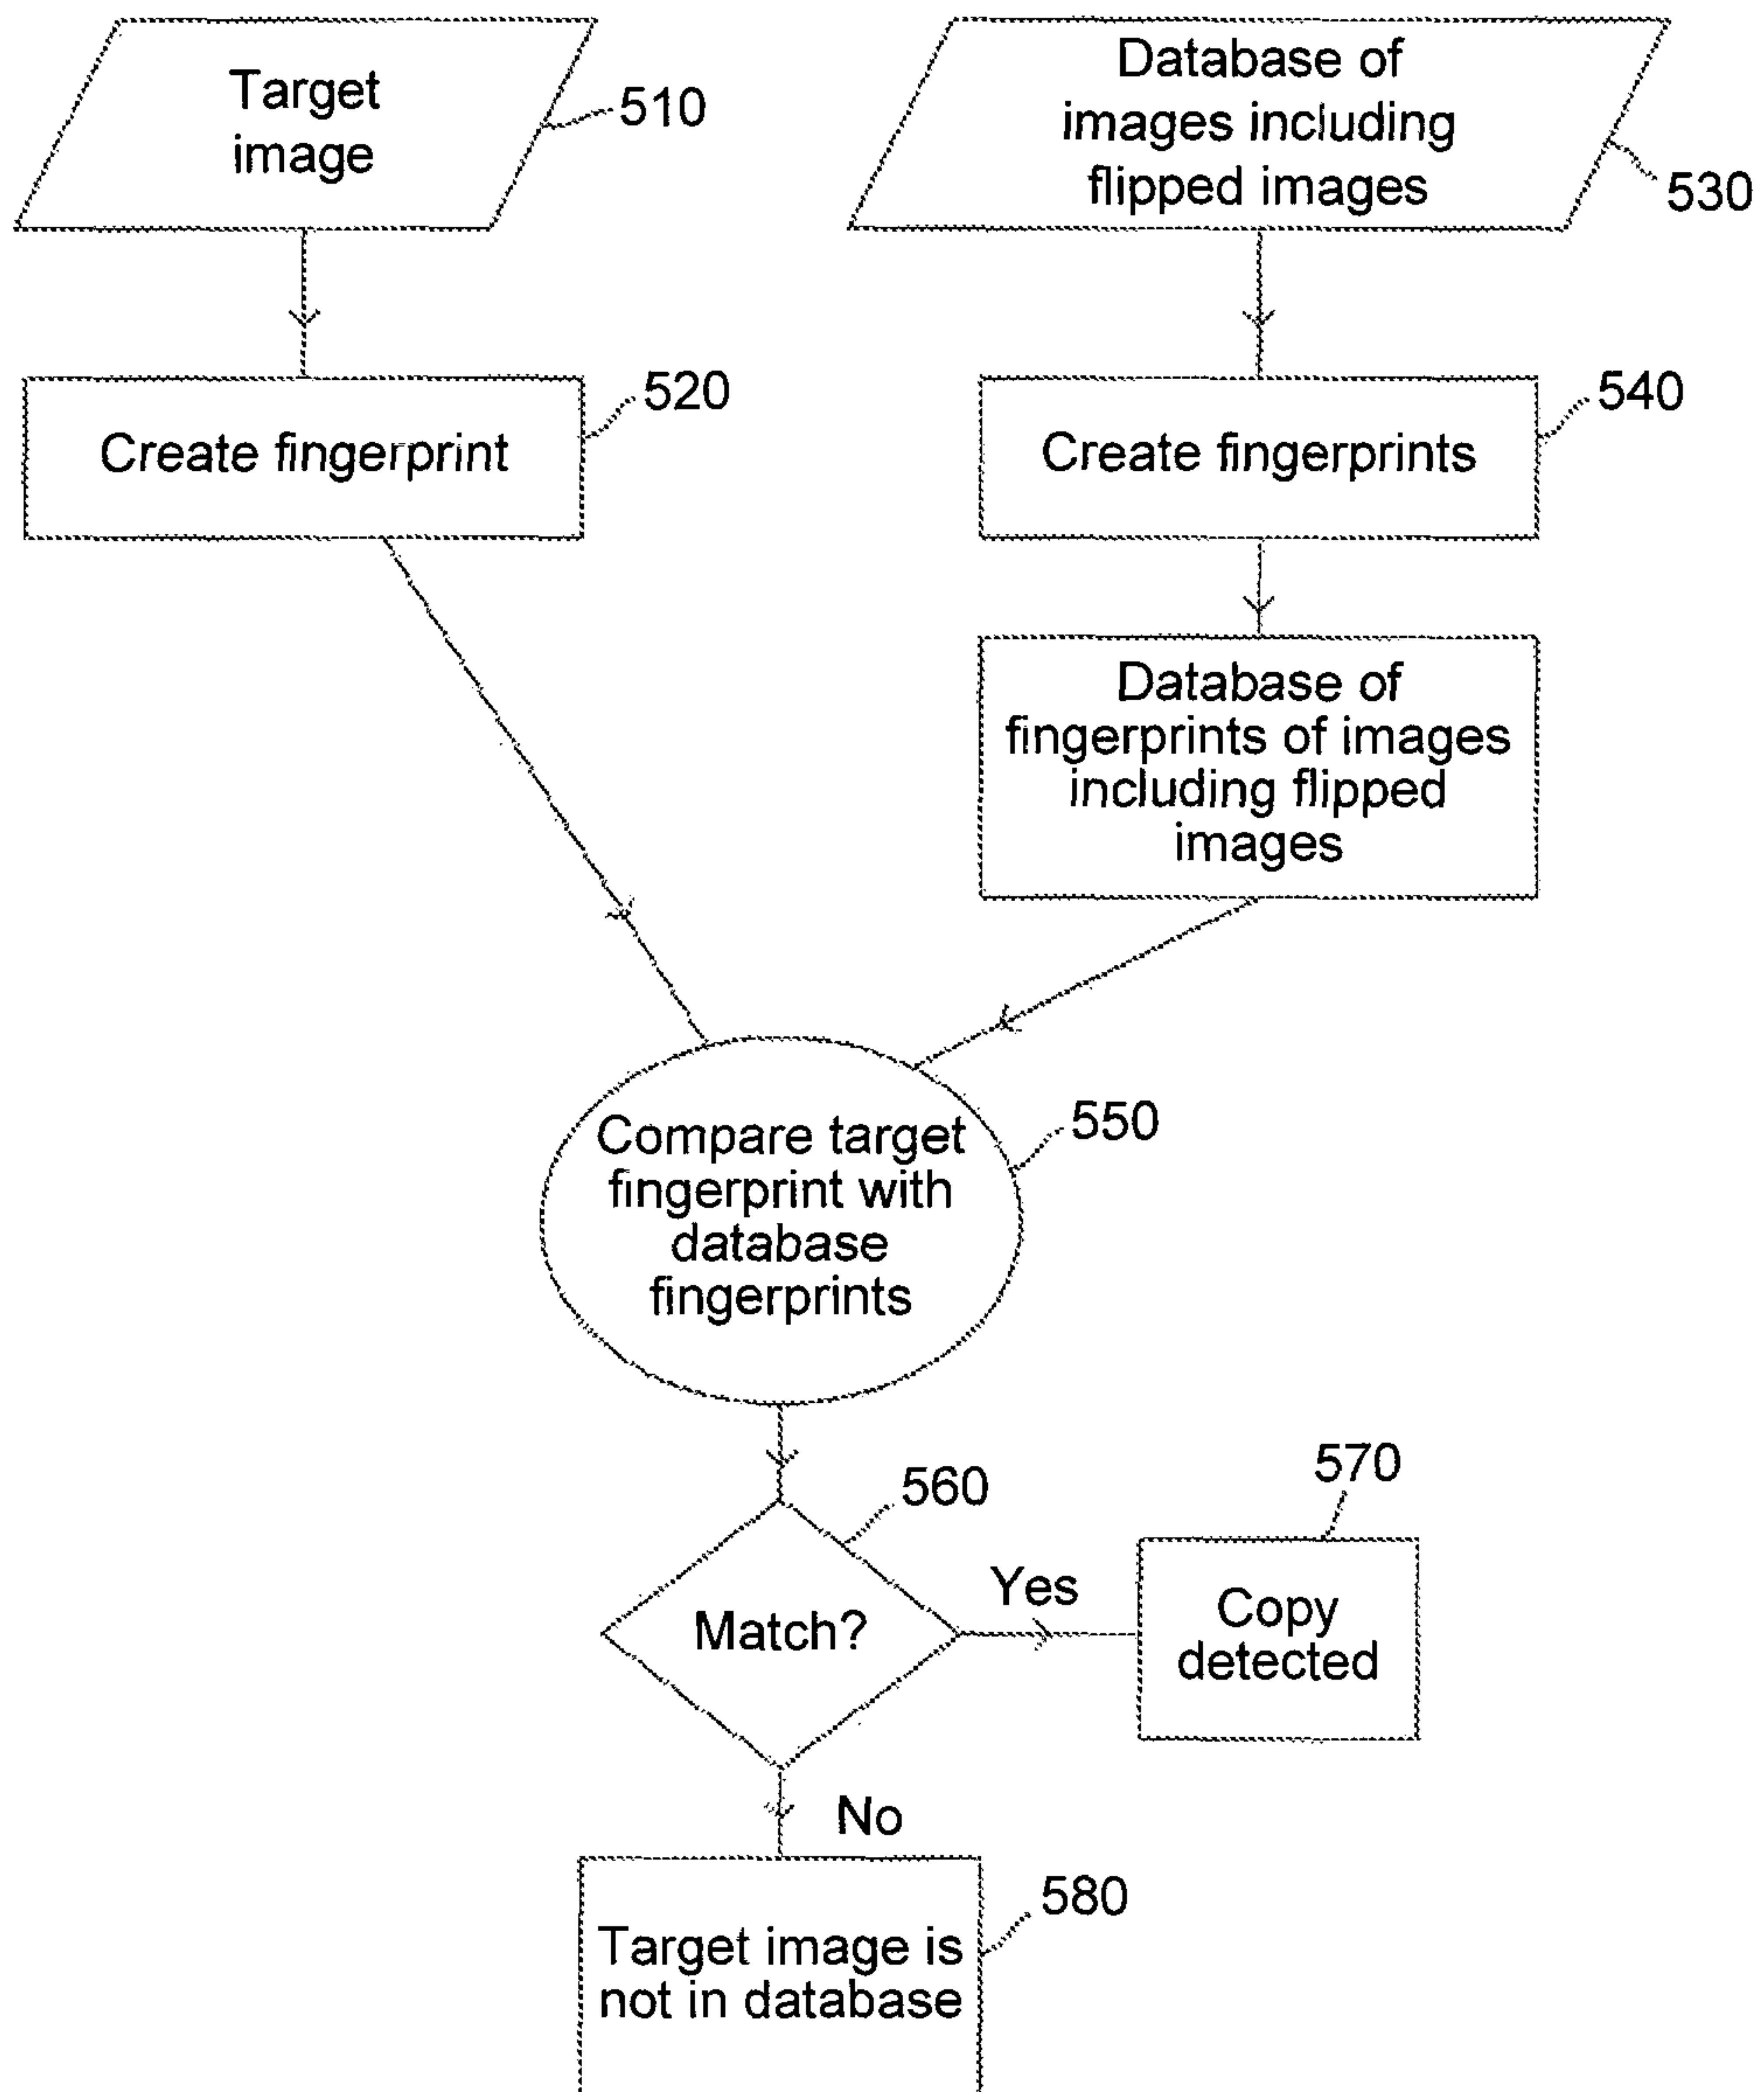 Target
image
510
Database of
images including
flipped images
530
Create fingerprint
520
Create fingerprints
540
Database of
fingerprints of images
including flipped
images
Compare target
fingerprint with
database
fingerprints
550
Match?
560
Yes
570
Copy
detected
No
580
Target image is
not in database